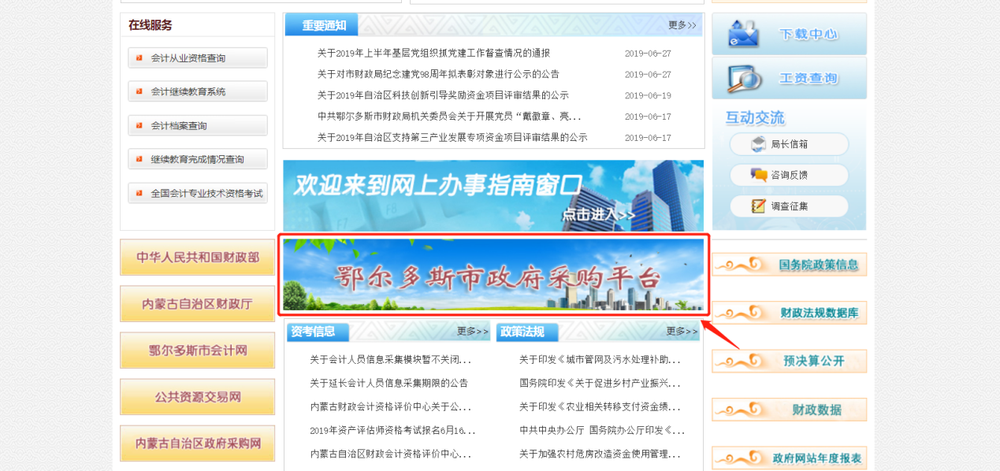 在线服务
会计从业资格查询
会计继续教育系统
会计档案查询
继续教育完成情况查询
全国会计专业技术资格考试
中华人民共和国财政部
内蒙古自治区财政厅
鄂尔多斯市会计网
公共资源交易网
内蒙古自治区政府采购网
重要通知 更多>>
关于2019年上半年基层党组织抓党建工作督查情况的通报 2019-06-27
关于对市财政局纪念建党98周年拟表彰对象进行公示的公告 2019-06-27
关于2019年自治区科技创新引导奖励资金项目评审结果的公示 2019-06-19
中共鄂尔多斯市财政局机关委员会关于开展党员“戴徽章、亮... 2019-06-17
关于2019年自治区支持第三产业发展专项资金项目评审结果的公示 2019-06-17
欢迎来到网上办事指南窗口
点击进入>>
F7 F8
鄂尔多斯市政府采购平台
资考信息 更多>>
关于会计人员信息采集模块暂不关闭...
关于延长会计人员信息采集期限的公告
内蒙古财政会计资格评价中心关于公...
2019年资产评估师资格考试报名6月16...
内蒙古自治区财政会计资格评价中心...
政策法规 更多>>
关于印发《城市管网及污水处理补助...
国务院印发《关于促进乡村产业振兴...
关于印发《农业相关转移支付资金绩...
中共中央办公厅 国务院办公厅印发《...
关于加强农村危房改造资金使用管理...
下载中心
工资查询
互动交流
局长信箱
咨询反馈
调查征集
国务院政策信息
财政法规数据库
预决算公开
财政数据
政府网站年度报表